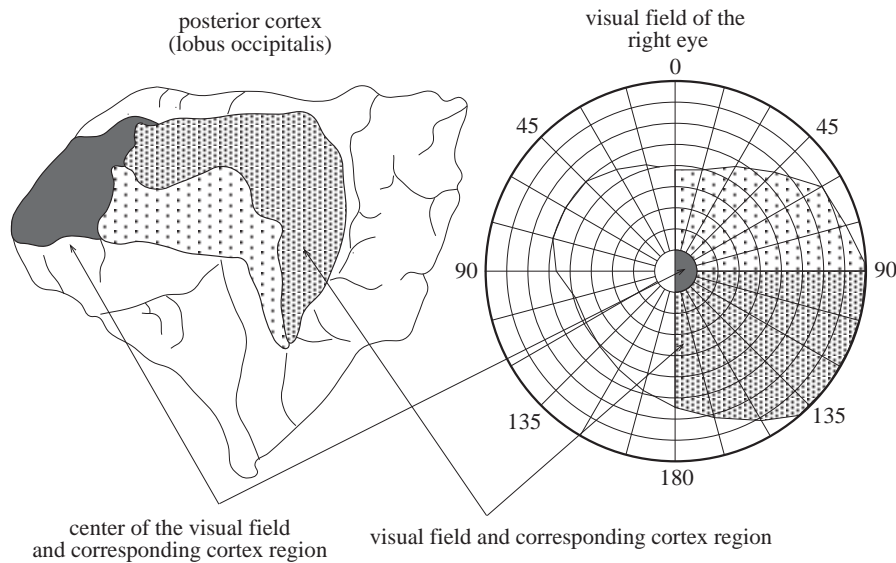 posterior cortex
(lobus occipitalis)
visual field of the
right eye
0
45
45
90
90
135
135
180
center of the visual field
and corresponding cortex region
visual field and corresponding cortex region